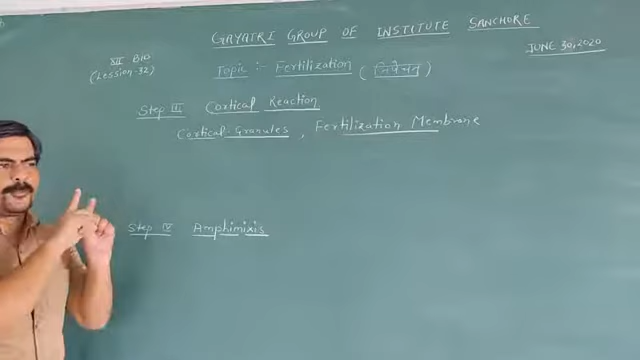 GAYATRI GROUP OF INSTITUTE SANCHORE
JUNE 30, 2020
XII BIO
(Lession-32)
Topic :- Fertilization (निषेचन)
Step III Cortical Reaction
Cortical Granules, Fertilization Membrane
Step IV Amphimixis